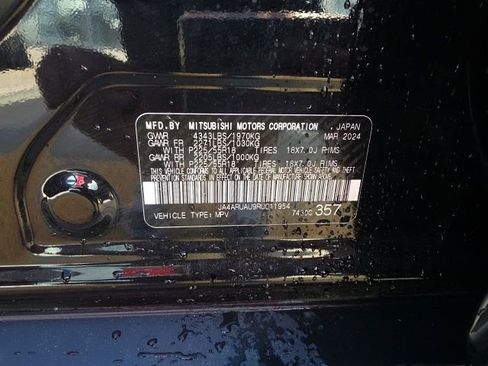 MFD.BY MITSUBISHI MOTORS CORPORATION , JAPAN
GVWR 4343LBS/1970KG MAR 2024
GAWR FR 2271LBS/1030KG
WITH P225/55R18 TIRES 18X7.0J RIMS
GAWR RR 2205LBS/1000KG
WITH P225/55R18 TIRES 18X7.0J RIMS
THIS VEHICLE CONFORMS TO ALL APPLICABLE FEDERAL MOTOR
VEHICLE SAFETY AND THEFT PREVENTION STANDARDS IN
EFFECT ON THE DATE OF MANUFACTURE SHOWN ABOVE.
JA4ARUAU9RU011954
VEHICLE TYPE: MPV 7430C 357